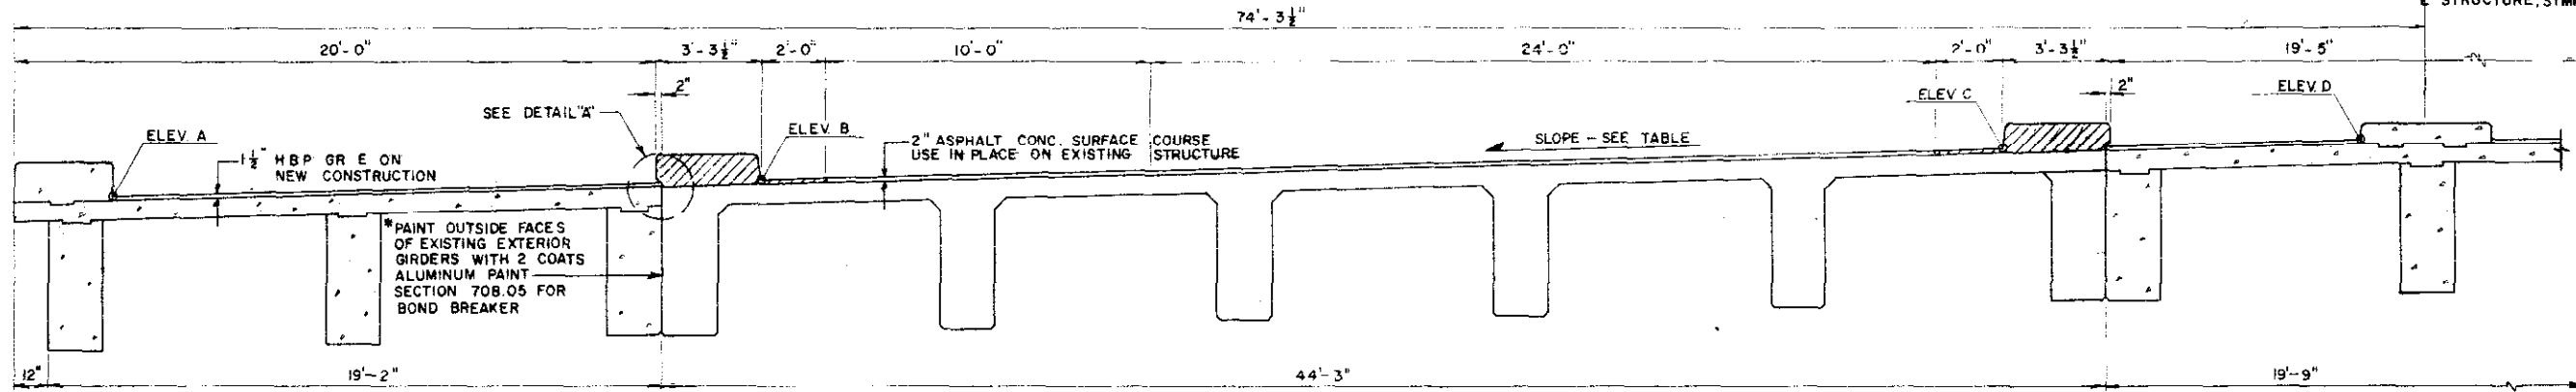 74'-3½"
STRUCTURE,
20'-0" 3'-3½" 2'-0" 10'-0" 24'-0" 2'-0" 3'-3½" 19'-5"
2" 2"
SEE DETAIL "A" ELEV. C ELEV. D
ELEV. A ELEV. B
2" ASPHALT CONC. SURFACE COURSE
USE IN PLACE ON EXISTING STRUCTURE
SLOPE - SEE TABLE
1½" HBP GR E ON
NEW CONSTRUCTION
*PAINT OUTSIDE FACES
OF EXISTING EXTERIOR
GIRDERS WITH 2 COATS
ALUMINUM PAINT
SECTION 708.05 FOR
BOND BREAKER
12" 19'-2" 44'-3" 19'-9"